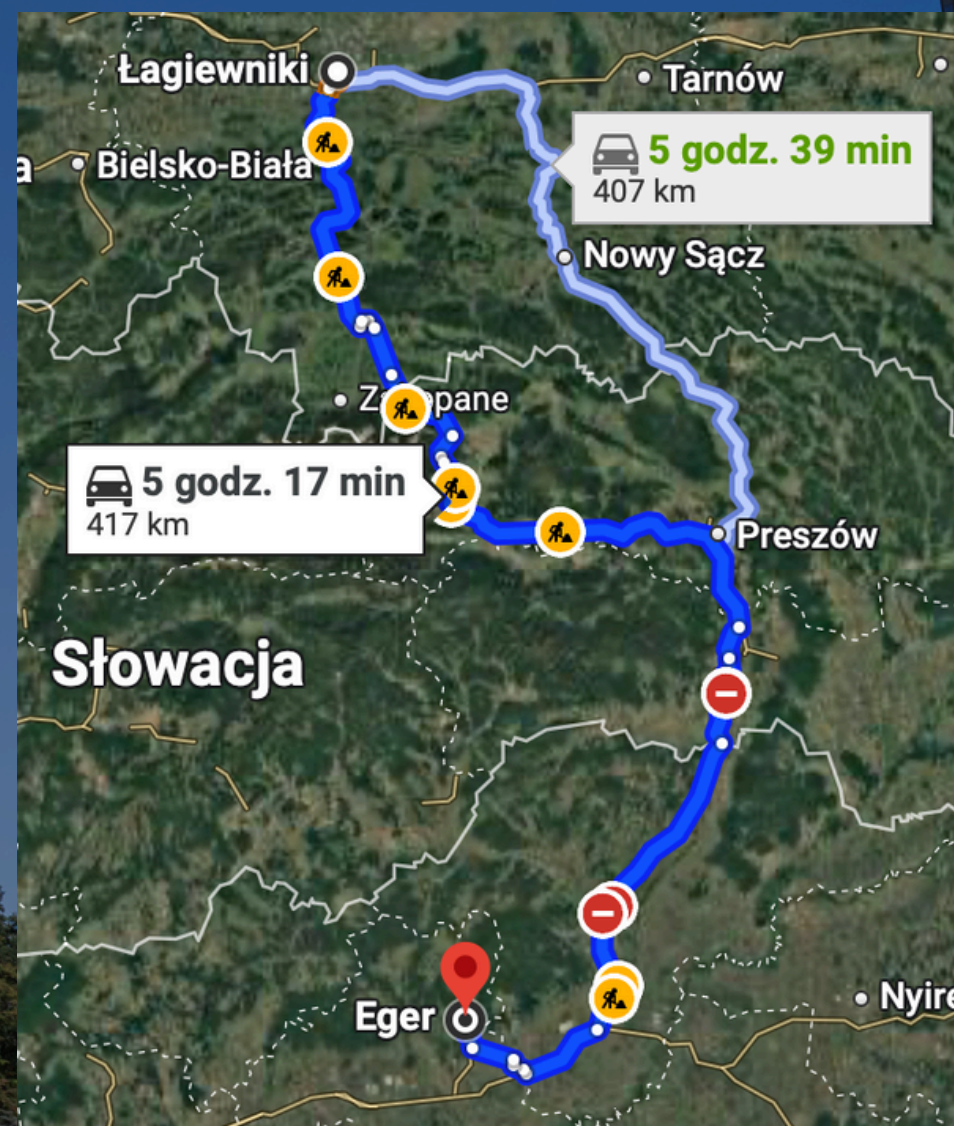 Łagiewniki
Tarnów
5 godz. 39 min
407 km
a
Bielsko-Biała
Nowy Sącz
5 godz. 17 min
417 km
Preszów
Słowacja
Eger